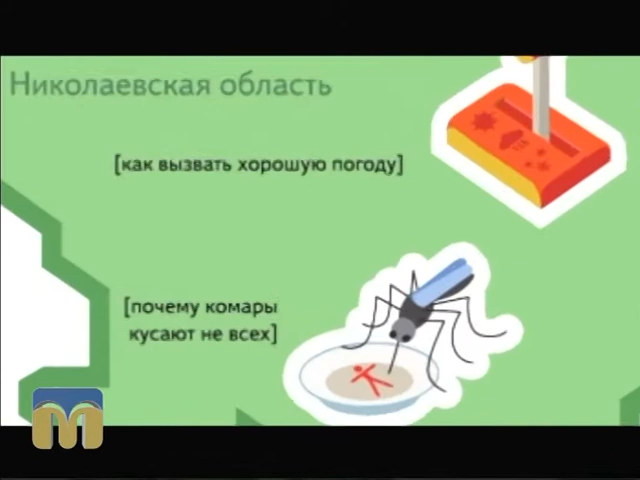 Николаевская область
[как вызвать хорошую погоду]
[почему комары
кусают не всех]